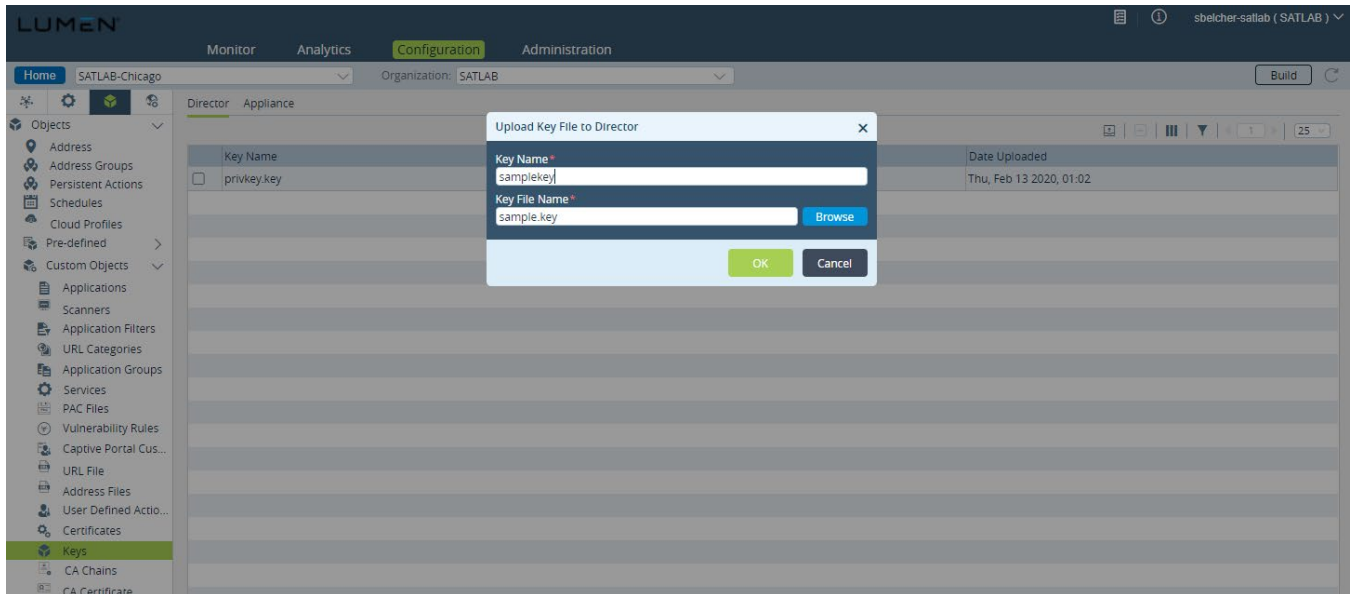 LUMEN
sbelcher-satlab ( SATLAB )
Monitor Analytics Configuration Administration
Home SATLAB-Chicago Organization: SATLAB Build
Director Appliance
Objects
Address
Address Groups
Persistent Actions
Schedules
Cloud Profiles
Pre-defined
Custom Objects
Applications
Scanners
Application Filters
URL Categories
Application Groups
Services
PAC Files
Vulnerability Rules
Captive Portal Cus...
URL File
Address Files
User Defined Actio...
Certificates
Keys
CA Chains
CA Certificate
1 25
Key Name Date Uploaded
privkey.key Thu, Feb 13 2020, 01:02
Upload Key File to Director
Key Name*
samplekey
Key File Name*
sample.key Browse
OK Cancel